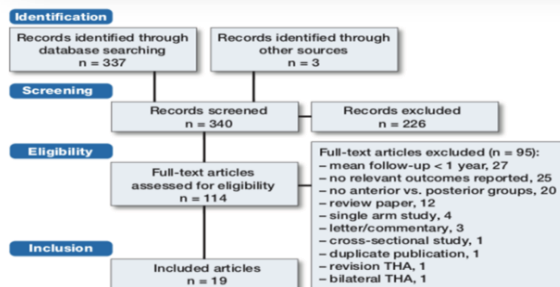 Identification
Records identified through
database searching
n = 337
Records identified through
other sources
n = 3
Screening
Records screened
n = 340
Records excluded
n = 226
Eligibility
Full-text articles
assessed for eligibility
n = 114
Full-text articles excluded (n = 95):
– mean follow-up < 1 year, 27
– no relevant outcomes reported, 25
– no anterior vs. posterior groups, 20
– review paper, 12
– single arm study, 4
– letter/commentary, 3
– cross-sectional study, 1
– duplicate publication, 1
– revision THA, 1
– bilateral THA, 1
Inclusion
Included articles
n = 19